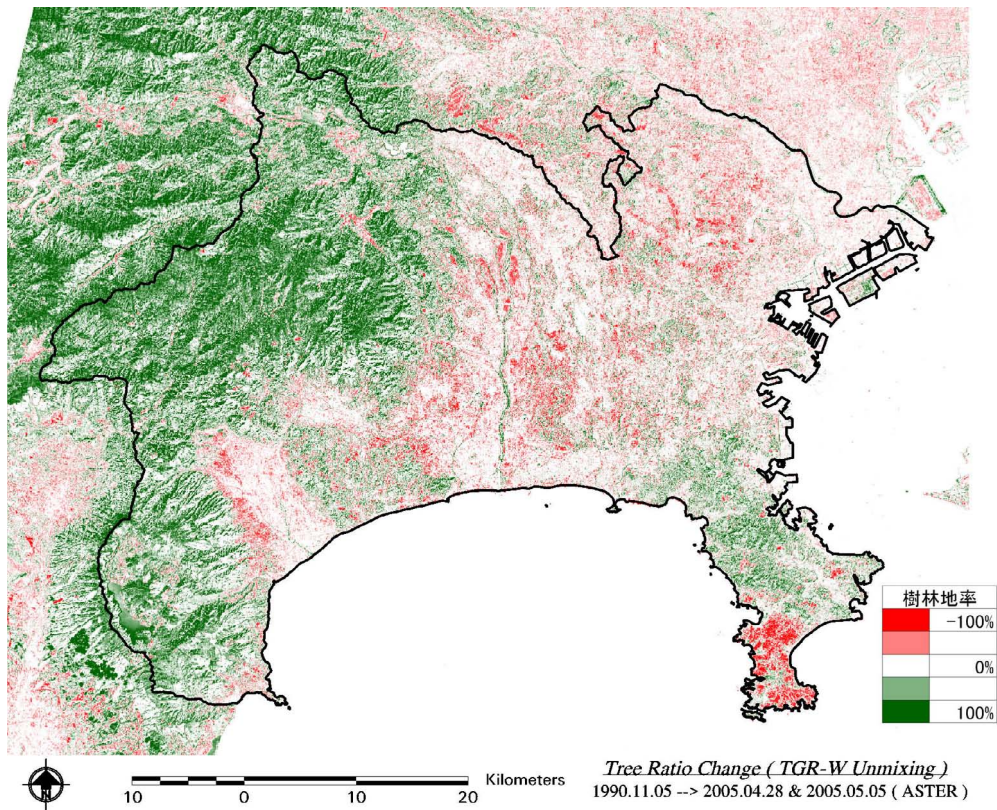 樹林地率
-100%
0%
100%
N
Kilometers
10 0 10 20
Tree Ratio Change ( TGR-W Unmixing )
1990.11.05 --> 2005.04.28 & 2005.05.05 ( ASTER )